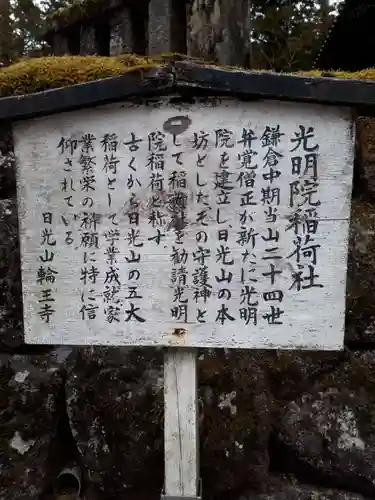 光明院稲荷社
鎌倉中期当山二十四世
弁覚僧正が新たに光明
院を建立し日光山の本
坊としたその守護神と
して稲荷社を勧請光明
院稲荷と称す
古くから日光山の五大
稲荷として学業成就家
業繁栄の祈願に特に信
仰されている
日光山輪王寺